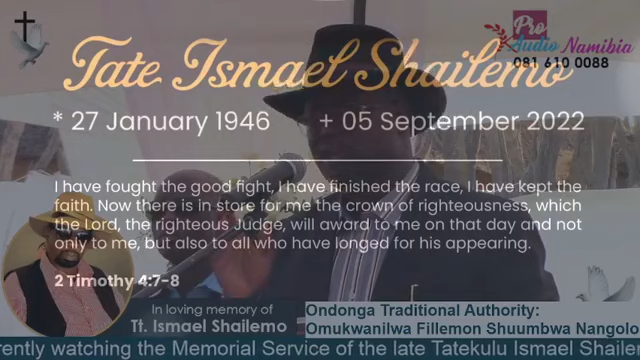 Pro
Audio Namibia
081 610 0088
Tate Ismael Shailemo
* 27 January 1946 + 05 September 2022
I have fought the good fight, I have finished the race, I have kept the
faith. Now there is in store for me the crown of righteousness, which
the Lord, the righteous Judge, will award to me on that day and not
only to me, but also to all who have longed for his appearing.
2 Timothy 4:7-8
In loving memory of
Tt. Ismael Shailemo
Ondonga Traditional Authority:
Omukwanilwa Fillemon Shuumbwa Nangolo
rently watching the Memorial Service of the late Tatekulu Ismael Shailem